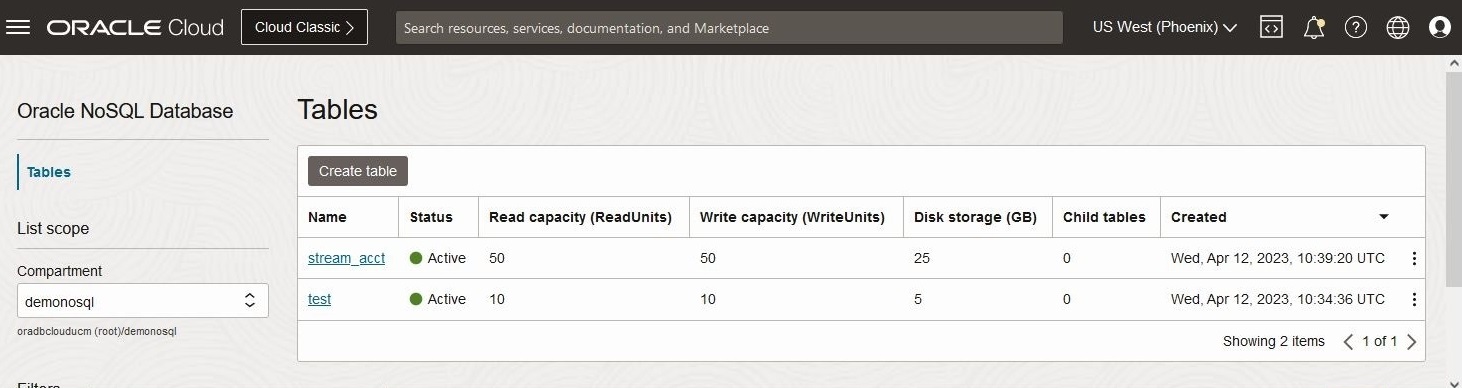 ORACLE Cloud Cloud Classic Search resources, services, documentation, and Marketplace US West (Phoenix)
Oracle NoSQL Database
Tables
List scope
Compartment
demonosql
oradbclouducm (root)/demonosql
Filters
Tables
Create table
Name Status Read capacity (ReadUnits) Write capacity (WriteUnits) Disk storage (GB) Child tables Created
stream_acct Active 50 50 25 0 Wed, Apr 12, 2023, 10:39:20 UTC
test Active 10 10 5 0 Wed, Apr 12, 2023, 10:34:36 UTC
Showing 2 items 1 of 1